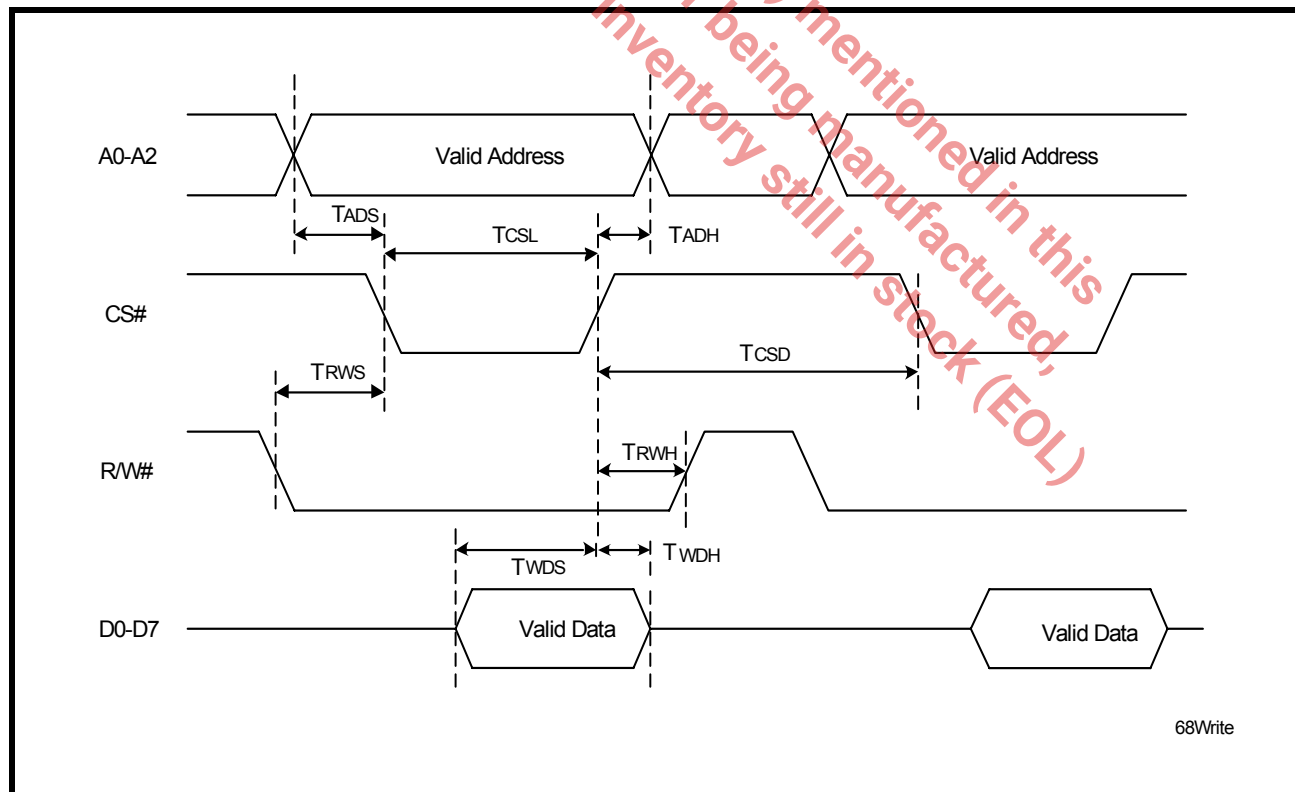 mentioned in this
being manufactured,
inventory still in stock (EOL)
A0-A2
Valid Address
Valid Address
TADS
TCSL
TADH
CS#
TCSD
TRWS
R/W#
TRWH
TWDS
TWDH
D0-D7
Valid Data
Valid Data
68Write